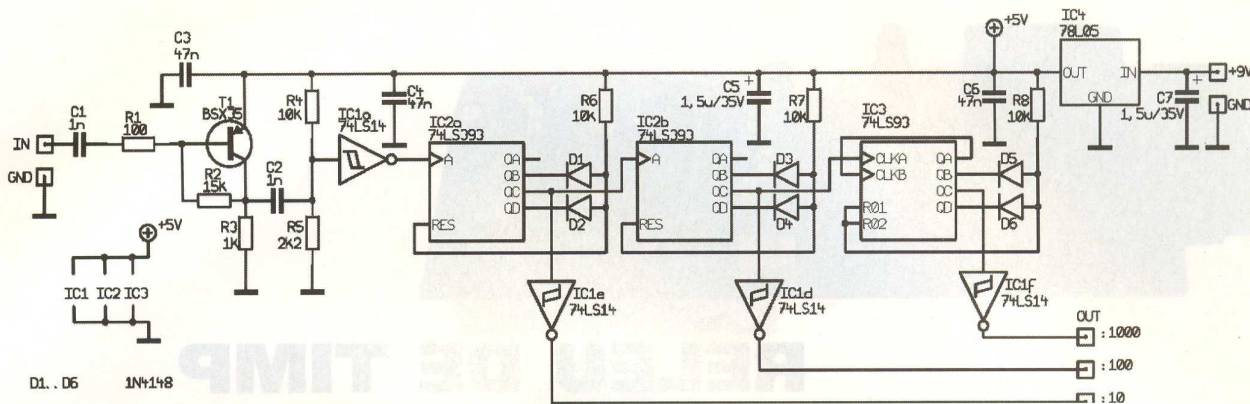 C3
47n
C1
1n
R1
100
IN
GND
T1
BSX35
R2
15K
R3
1K
C2
1n
R4
10K
R5
2K2
C4
47n
IC1a
74LS14
IC2a
74LS393
A
RES
QA
QB
QC
QD
R6
10K
D1
D2
IC1e
74LS14
IC2b
74LS393
A
RES
QA
QB
QC
QD
C5
+
1,5u/35V
R7
10K
D3
D4
IC1d
74LS14
IC3
74LS93
CLKA
CLKB
R01
R02
QA
QB
QC
QD
+5V
C6
47n
R8
10K
D5
D6
IC1f
74LS14
IC4
78L05
OUT
IN
GND
+
C7
1,5u/35V
+9V
GND
+5V
IC1
IC2
IC3
D1..D6
1N4148
OUT
:1000
:100
:10
RELEU DE TIMP